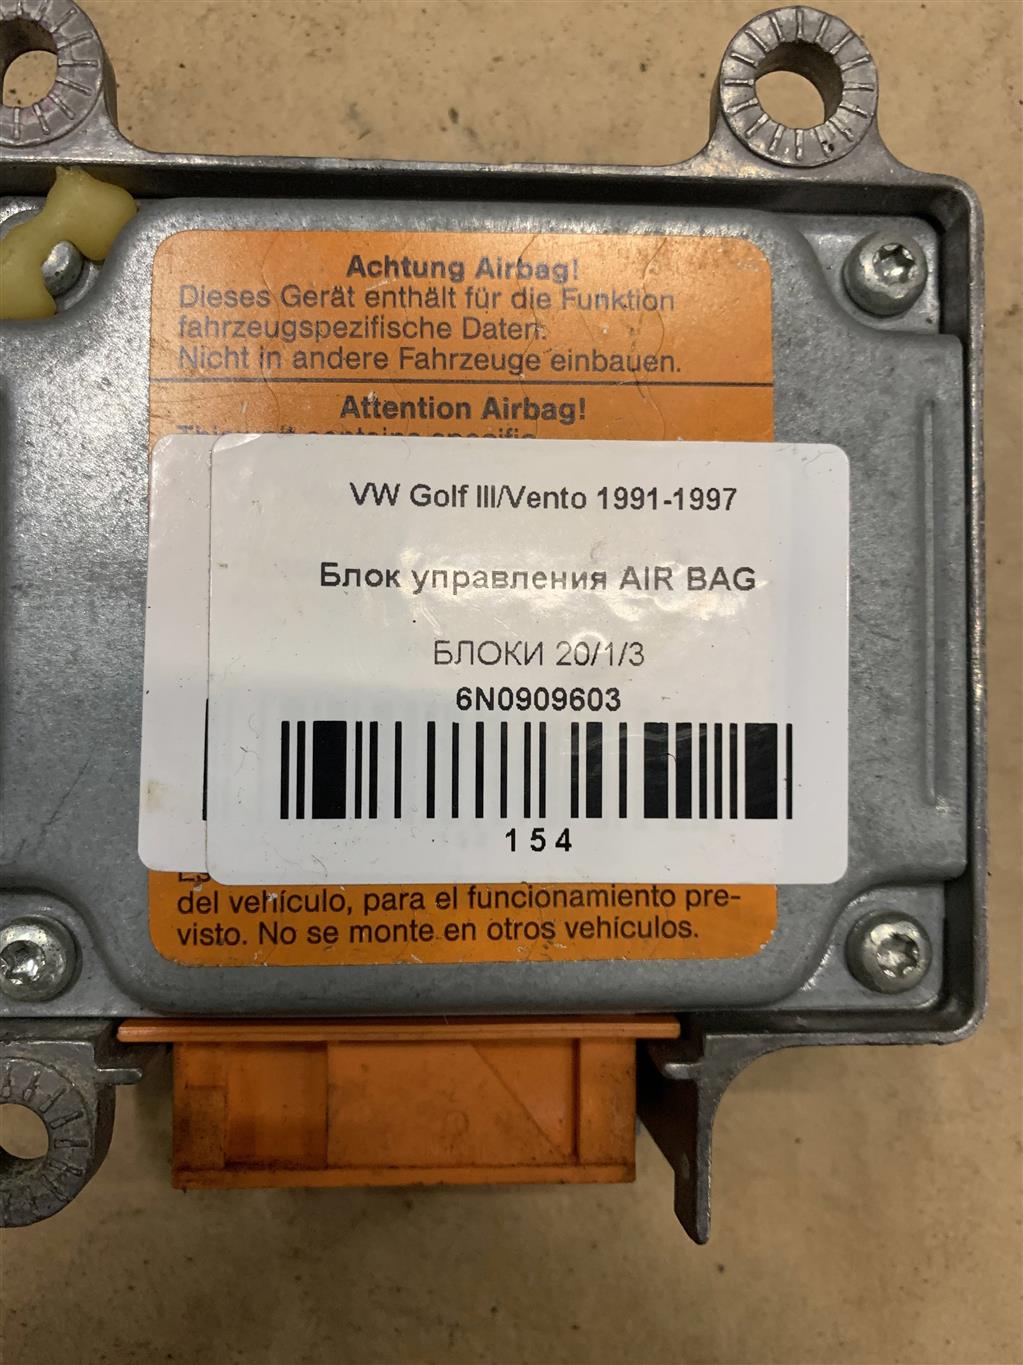 Achtung Airbag!
Dieses Gerät enthält für die Funktion
fahrzeugspezifische Daten.
Nicht in andere Fahrzeuge einbauen.
Attention Airbag!
VW Golf III/Vento 1991-1997
Блок управления AIR BAG
БЛОКИ 20/1/3
6N0909603
154
del vehículo, para el funcionamiento pre-
visto. No se monte en otros vehículos.